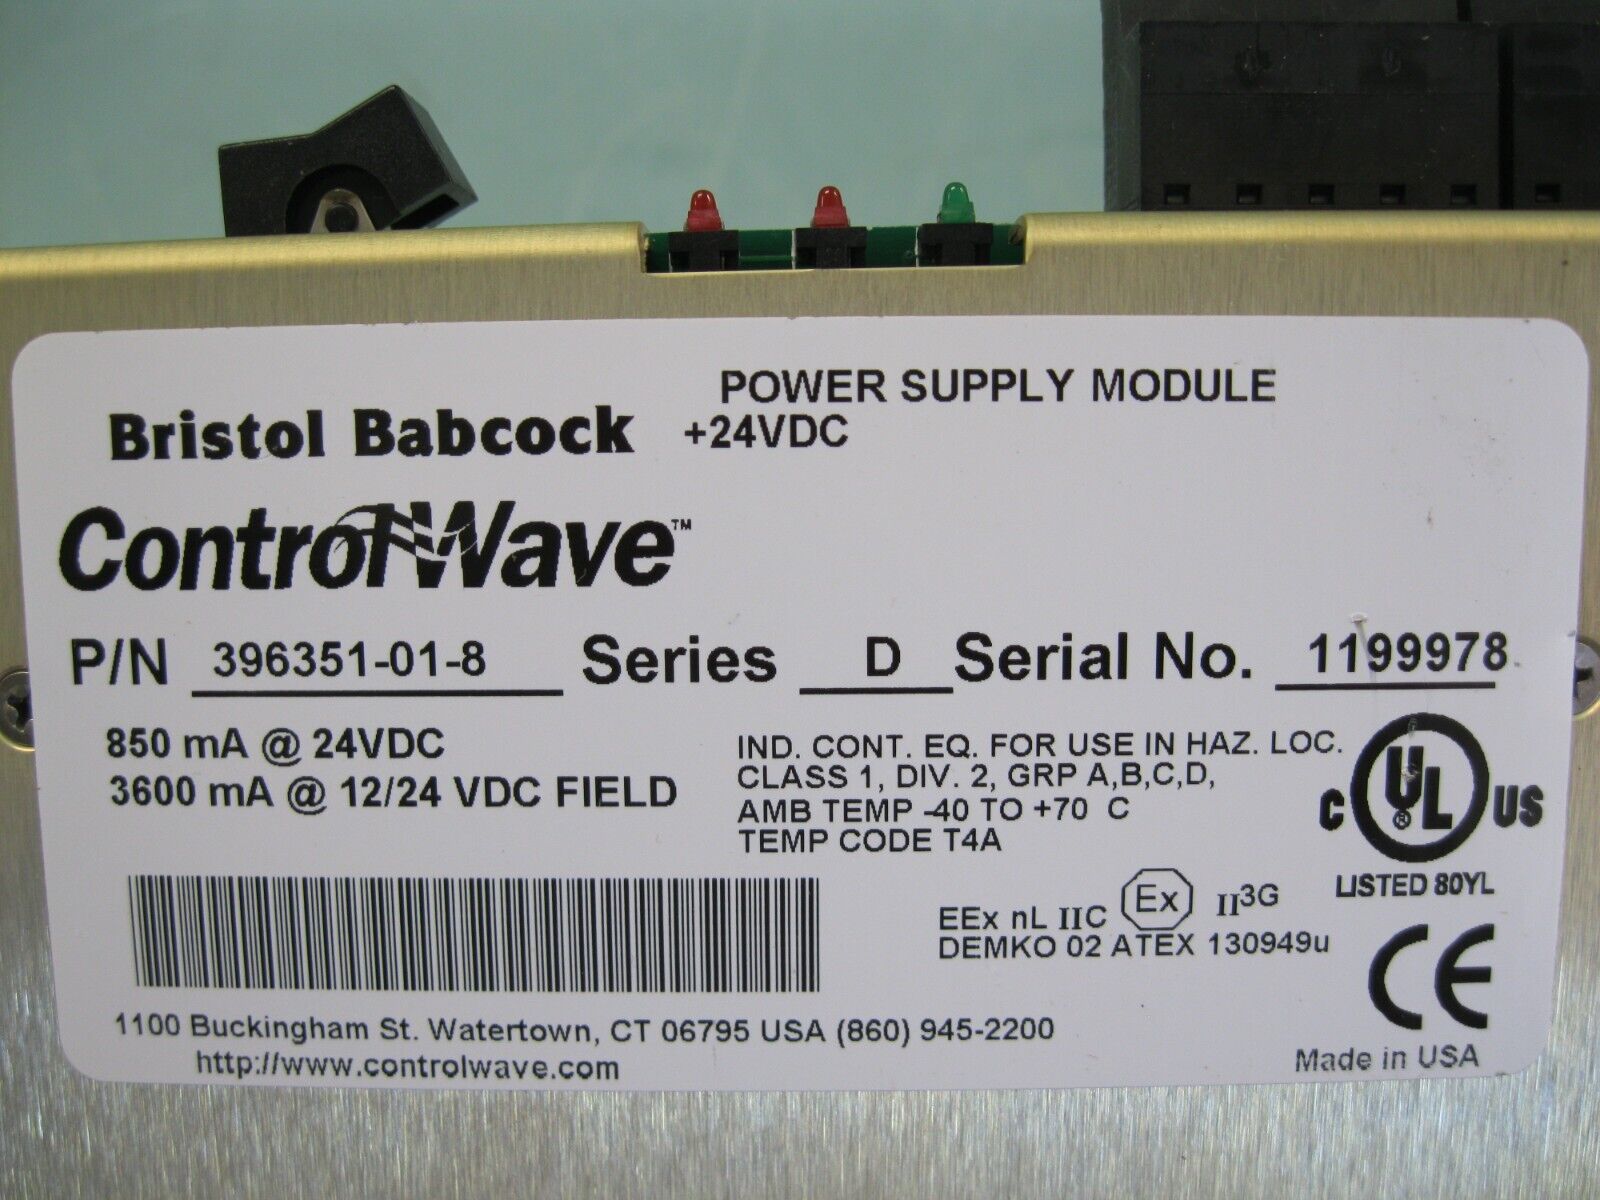 POWER SUPPLY MODULE
Bristol Babcock +24VDC
ControlWave™
P/N 396351-01-8 Series D Serial No. 1199978
850 mA @ 24VDC
3600 mA @ 12/24 VDC FIELD
IND. CONT. EQ. FOR USE IN HAZ. LOC.
CLASS 1, DIV. 2, GRP A,B,C,D,
AMB TEMP -40 TO +70 C
TEMP CODE T4A
C UL ® US
LISTED 80YL
EEx nL IIC Ex II 3G
DEMKO 02 ATEX 130949u
CE
1100 Buckingham St. Watertown, CT 06795 USA (860) 945-2200
http://www.controlwave.com
Made in USA